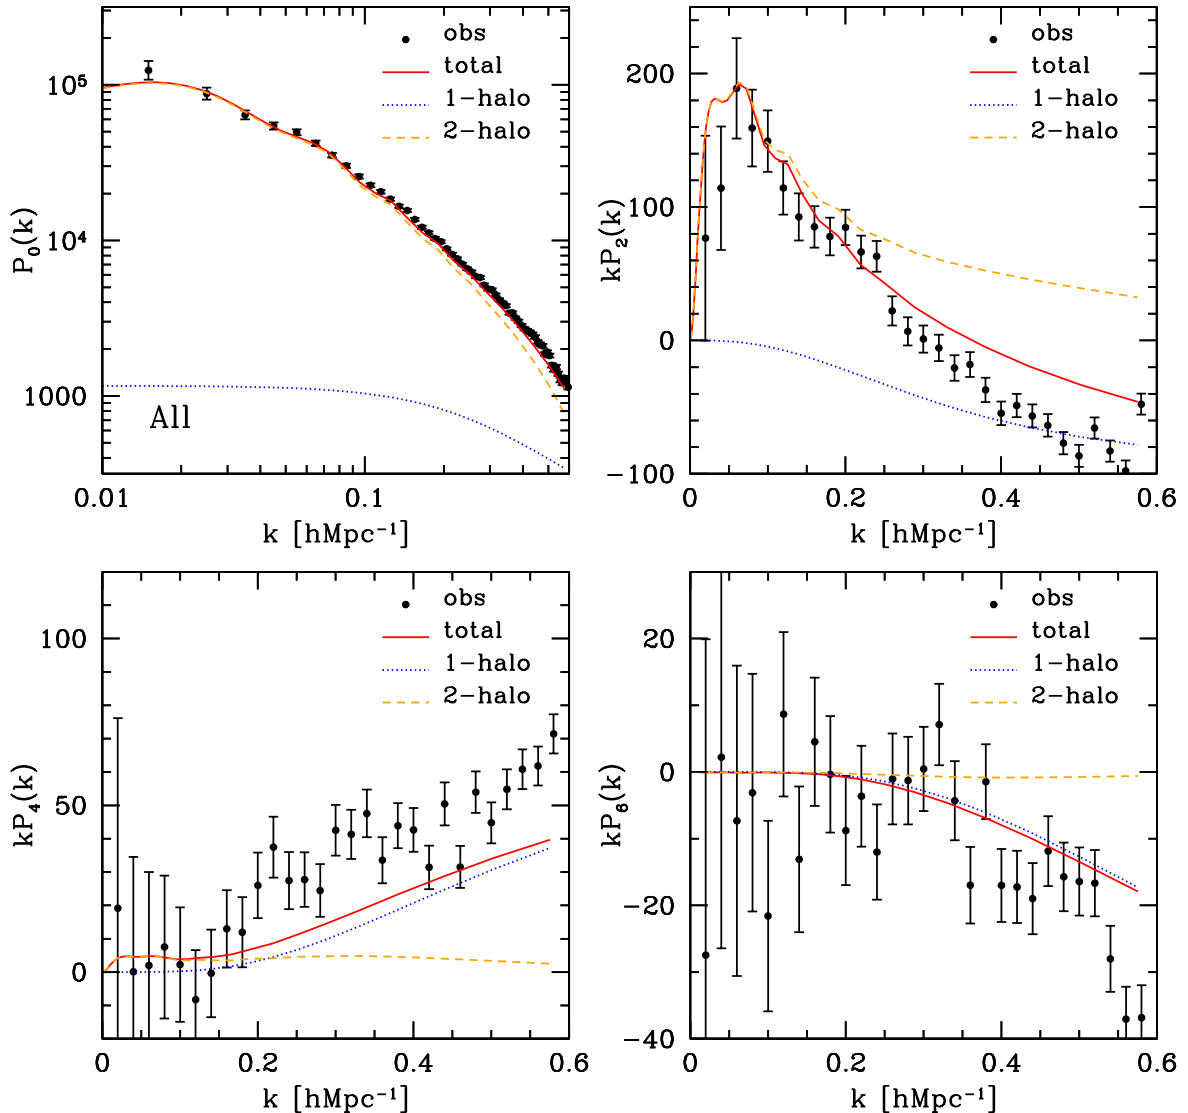 obs
total
1-halo
2-halo
10⁵
10⁴
1000
P₀(k)
All
0.01
0.1
k [hMpc⁻¹]
obs
total
1-halo
2-halo
200
100
0
−100
kP₂(k)
0
0.2
0.4
0.6
k [hMpc⁻¹]
obs
total
1-halo
2-halo
100
50
0
kP₄(k)
0
0.2
0.4
0.6
k [hMpc⁻¹]
obs
total
1-halo
2-halo
20
0
−20
−40
kP₆(k)
0
0.2
0.4
0.6
k [hMpc⁻¹]